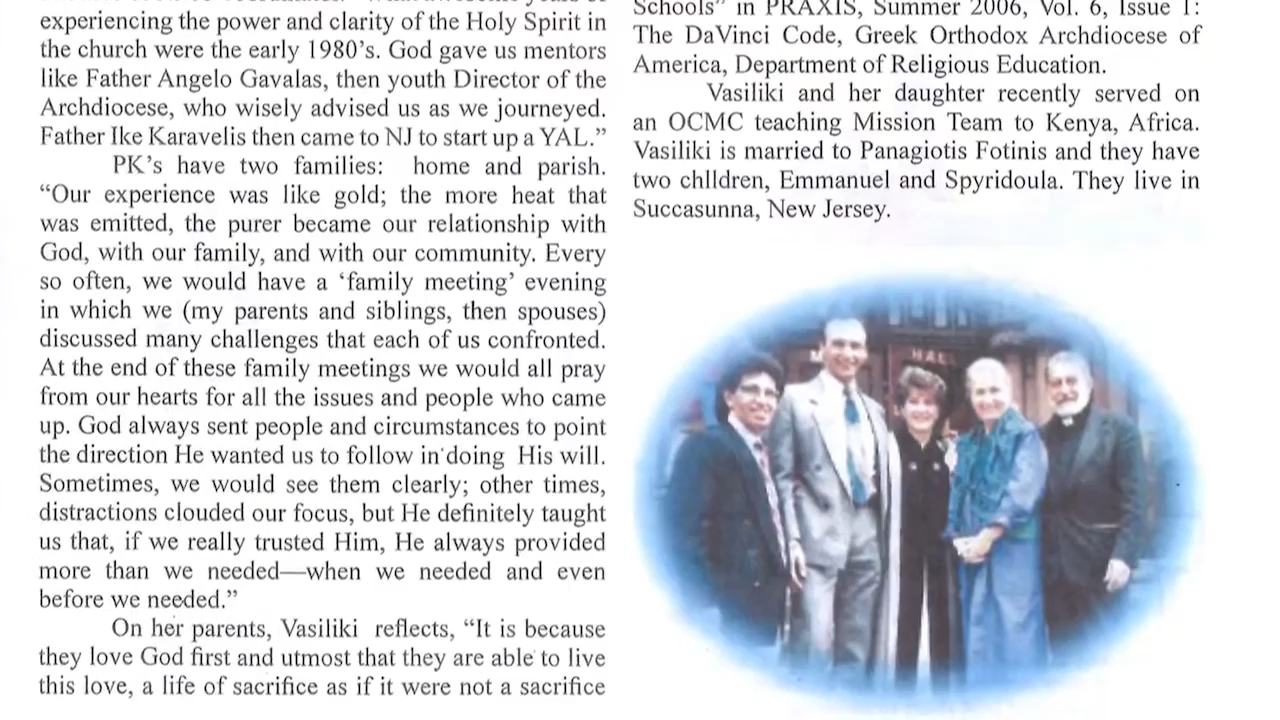 experiencing the power and clarity of the Holy Spirit in
the church were the early 1980's. God gave us mentors
like Father Angelo Gavalas, then youth Director of the
Archdiocese, who wisely advised us as we journeyed.
Father Ike Karavelis then came to NJ to start up a YAL.”
PK's have two families: home and parish.
“Our experience was like gold; the more heat that
was emitted, the purer became our relationship with
God, with our family, and with our community. Every
so often, we would have a ‘family meeting’ evening
in which we (my parents and siblings, then spouses)
discussed many challenges that each of us confronted.
At the end of these family meetings we would all pray
from our hearts for all the issues and people who came
up. God always sent people and circumstances to point
the direction He wanted us to follow in doing His will.
Sometimes, we would see them clearly; other times,
distractions clouded our focus, but He definitely taught
us that, if we really trusted Him, He always provided
more than we needed—when we needed and even
before we needed.”
On her parents, Vasiliki reflects, “It is because
they love God first and utmost that they are able to live
this love, a life of sacrifice as if it were not a sacrifice
Schools” in PRAXIS, Summer 2006, Vol. 6, Issue 1:
The DaVinci Code, Greek Orthodox Archdiocese of
America, Department of Religious Education.
Vasiliki and her daughter recently served on
an OCMC teaching Mission Team to Kenya, Africa.
Vasiliki is married to Panagiotis Fotinis and they have
two chlldren, Emmanuel and Spyridoula. They live in
Succasunna, New Jersey.
HALL